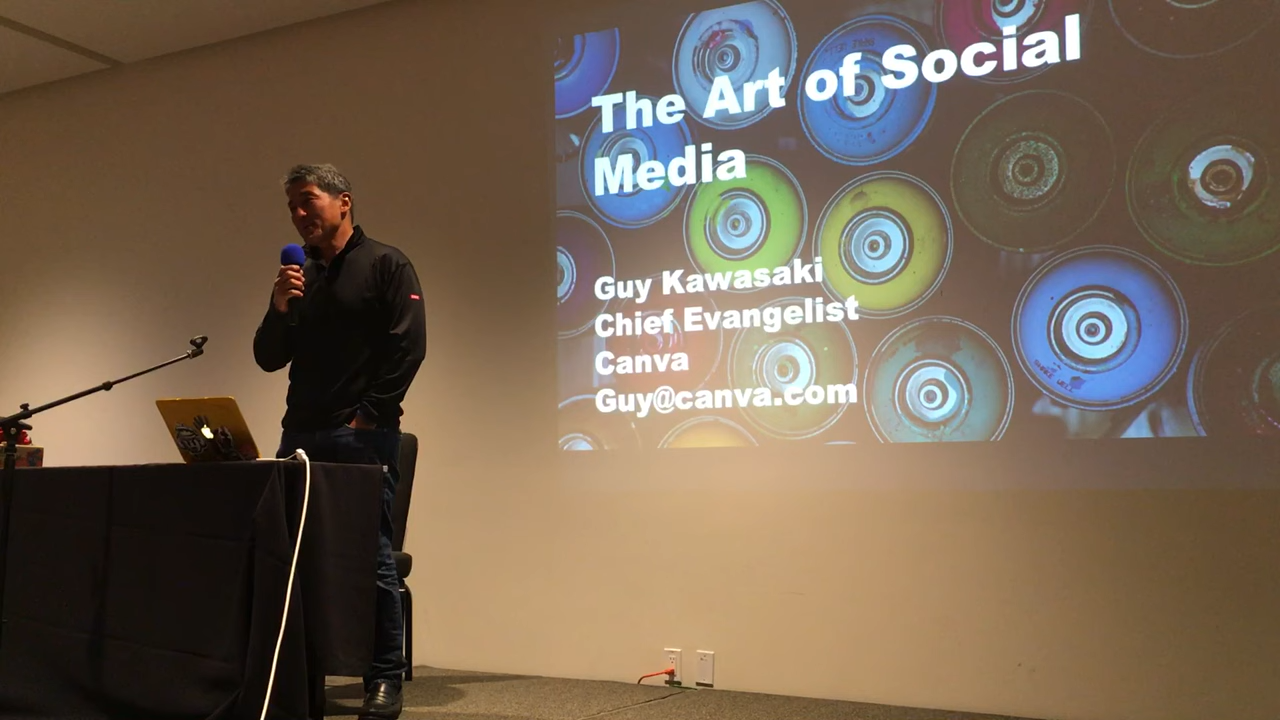 The Art of Social
Media
Guy Kawasaki
Chief Evangelist
Canva
Guy@canva.com